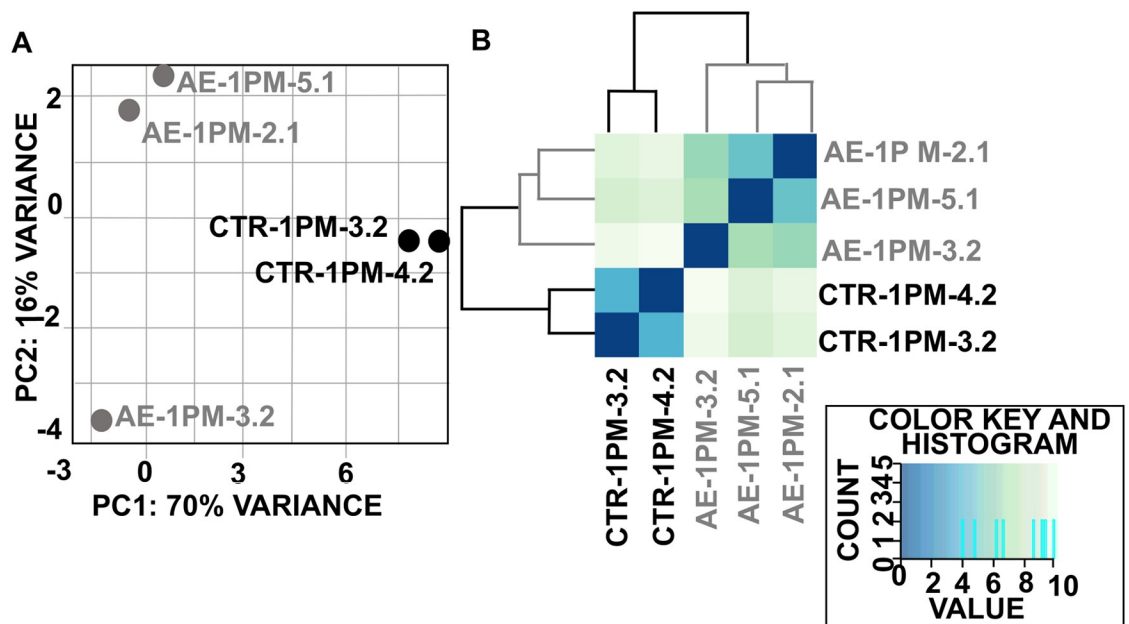 A
B
AE-1PM-5.1
AE-1PM-2.1
CTR-1PM-3.2
CTR-1PM-4.2
AE-1PM-3.2
2
0
-2
-4
PC2: 16% VARIANCE
-3
0
3
6
PC1: 70% VARIANCE
AE-1P M-2.1
AE-1PM-5.1
AE-1PM-3.2
CTR-1PM-4.2
CTR-1PM-3.2
CTR-1PM-3.2
CTR-1PM-4.2
AE-1PM-3.2
AE-1PM-5.1
AE-1PM-2.1
COLOR KEY AND
HISTOGRAM
COUNT
0 1 2 3 4 5
0 2 4 6 8 10
VALUE